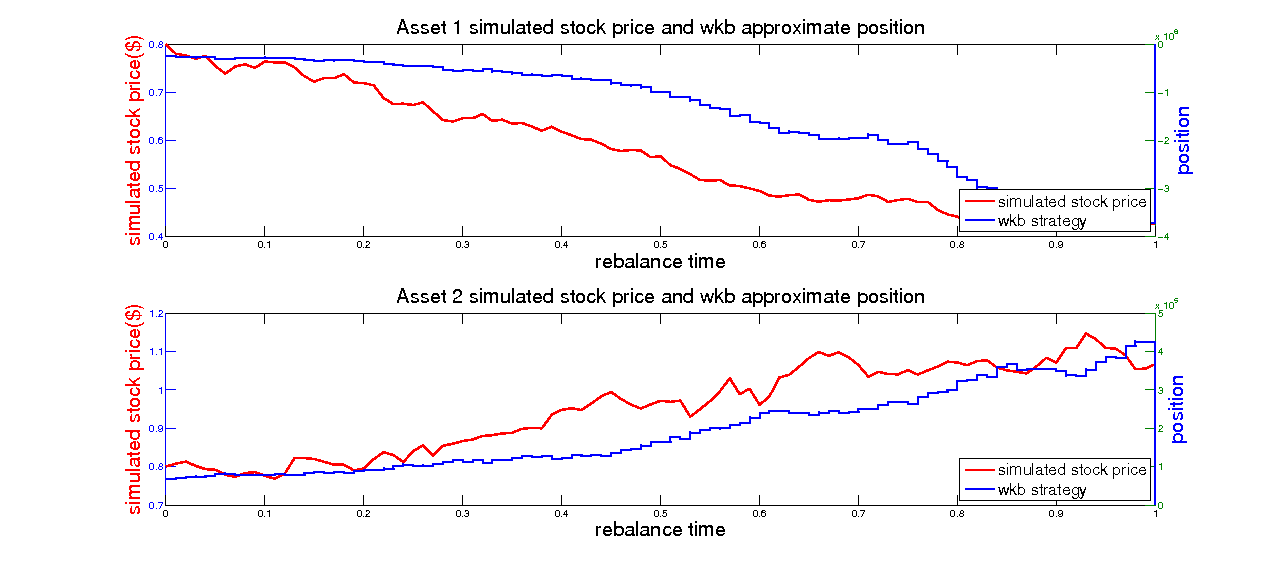 Asset 1 simulated stock price and wkb approximate position
simulated stock price($)
0.8
0.7
0.6
0.5
0.4
x 10^6
0
-1
-2
-3
-4
position
simulated stock price
wkb strategy
0 0.1 0.2 0.3 0.4 0.5 0.6 0.7 0.8 0.9 1
rebalance time
Asset 2 simulated stock price and wkb approximate position
simulated stock price($)
1.2
1.1
1
0.9
0.8
0.7
5
4
3
2
1
0
position
simulated stock price
wkb strategy
0 0.1 0.2 0.3 0.4 0.5 0.6 0.7 0.8 0.9 1
rebalance time